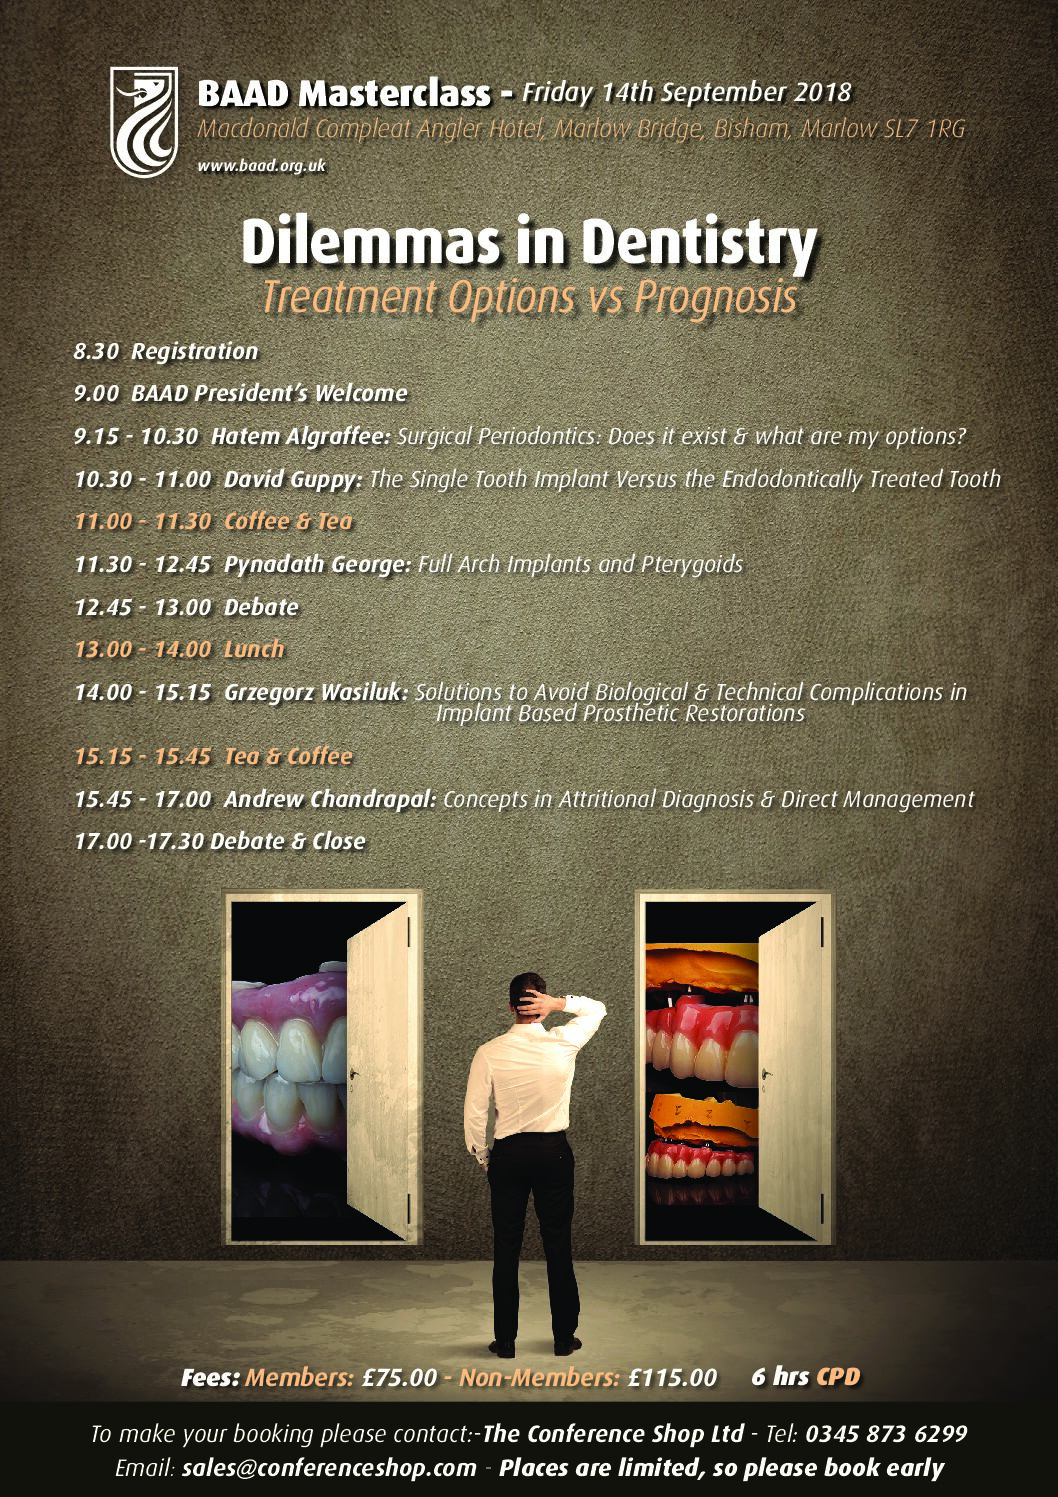 BAAD Masterclass - Friday 14th September 2018
Macdonald Compleat Angler Hotel, Marlow Bridge, Bisham, Marlow SL7 1RG
www.baad.org.uk
Dilemmas in Dentistry
Treatment Options vs Prognosis
8.30 Registration
9.00 BAAD President's Welcome
9.15 - 10.30 Hatem Algraffee: Surgical Periodontics: Does it exist & what are my options?
10.30 - 11.00 David Guppy: The Single Tooth Implant Versus the Endodontically Treated Tooth
11.00 - 11.30 Coffee & Tea
11.30 - 12.45 Pynadath George: Full Arch Implants and Pterygoids
12.45 - 13.00 Debate
13.00 - 14.00 Lunch
14.00 - 15.15 Grzegorz Wasiluk: Solutions to Avoid Biological & Technical Complications in
Implant Based Prosthetic Restorations
15.15 - 15.45 Tea & Coffee
15.45 - 17.00 Andrew Chandrapal: Concepts in Attritional Diagnosis & Direct Management
17.00 -17.30 Debate & Close
Fees: Members: £75.00 - Non-Members: £115.00 6 hrs CPD
To make your booking please contact:-The Conference Shop Ltd - Tel: 0345 873 6299
Email: sales@conferenceshop.com - Places are limited, so please book early